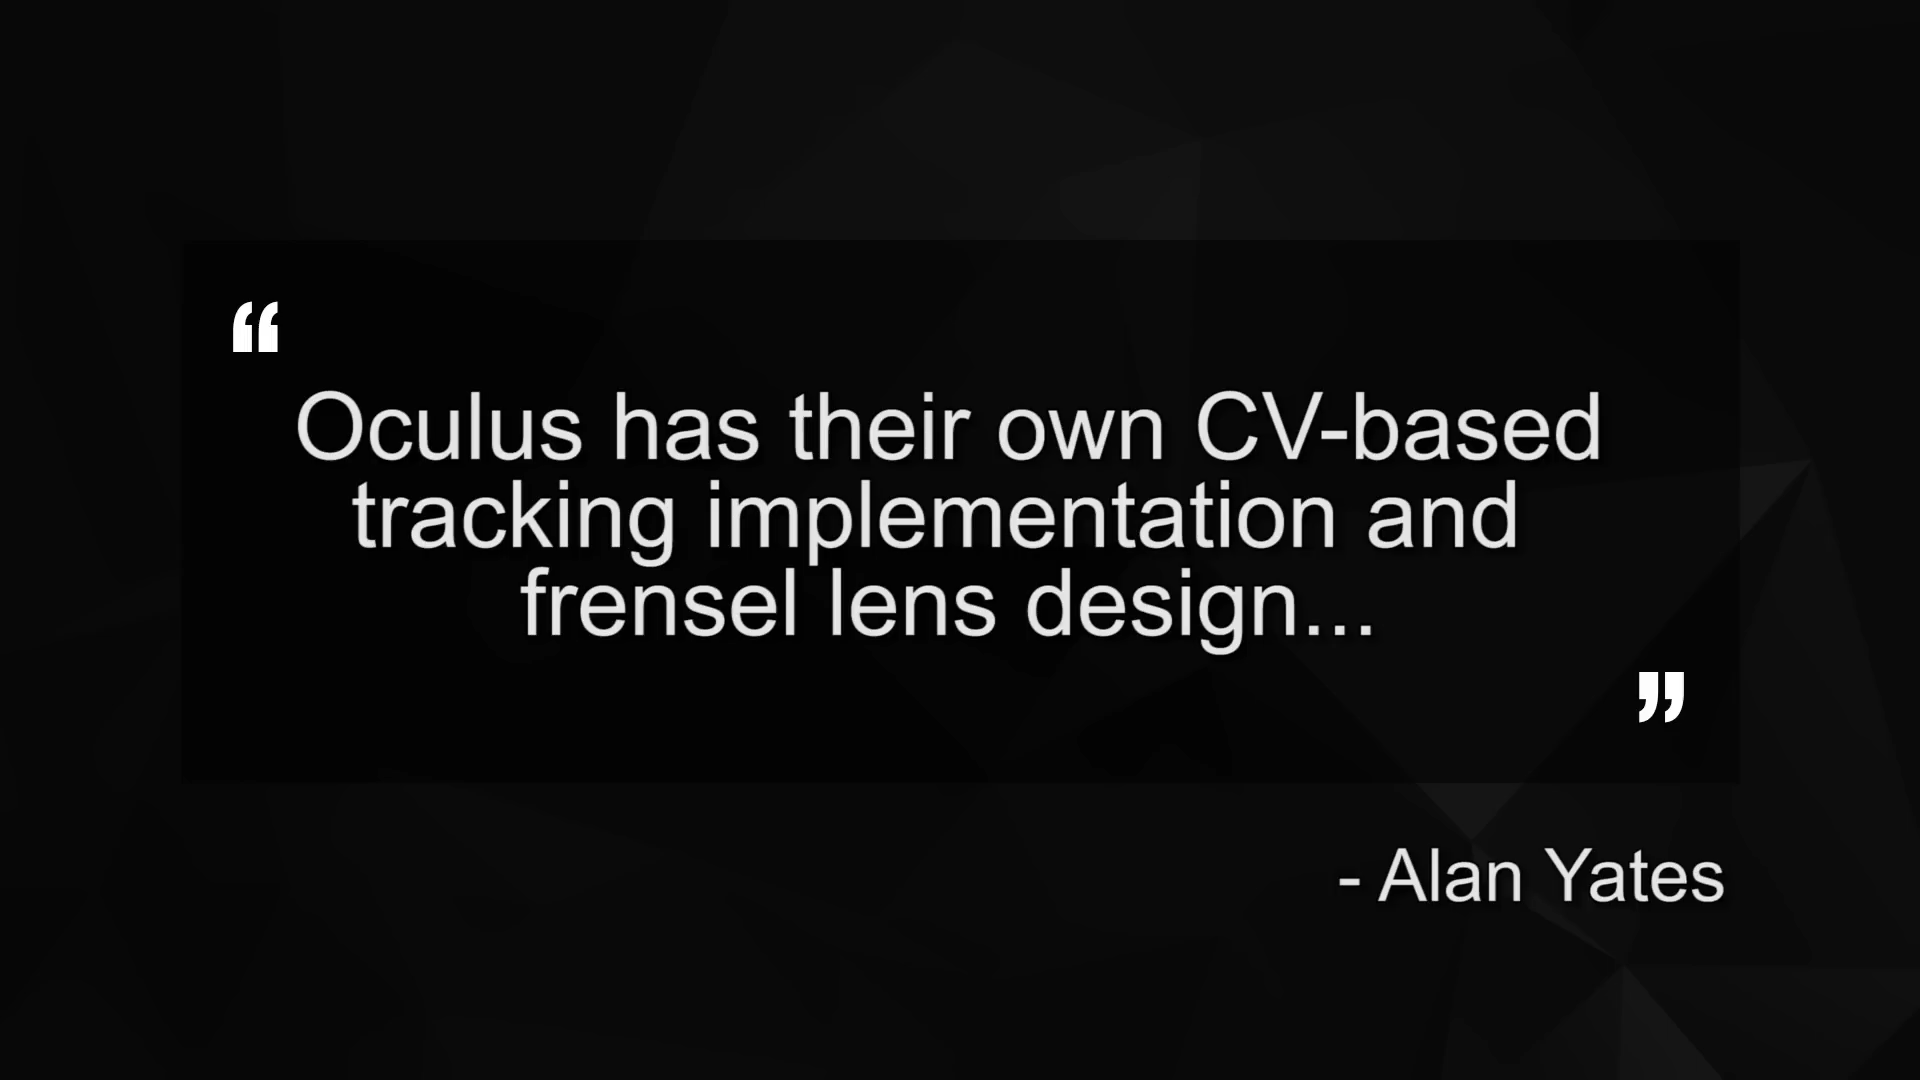 “
Oculus has their own CV-based
tracking implementation and
frensel lens design...
”
- Alan Yates